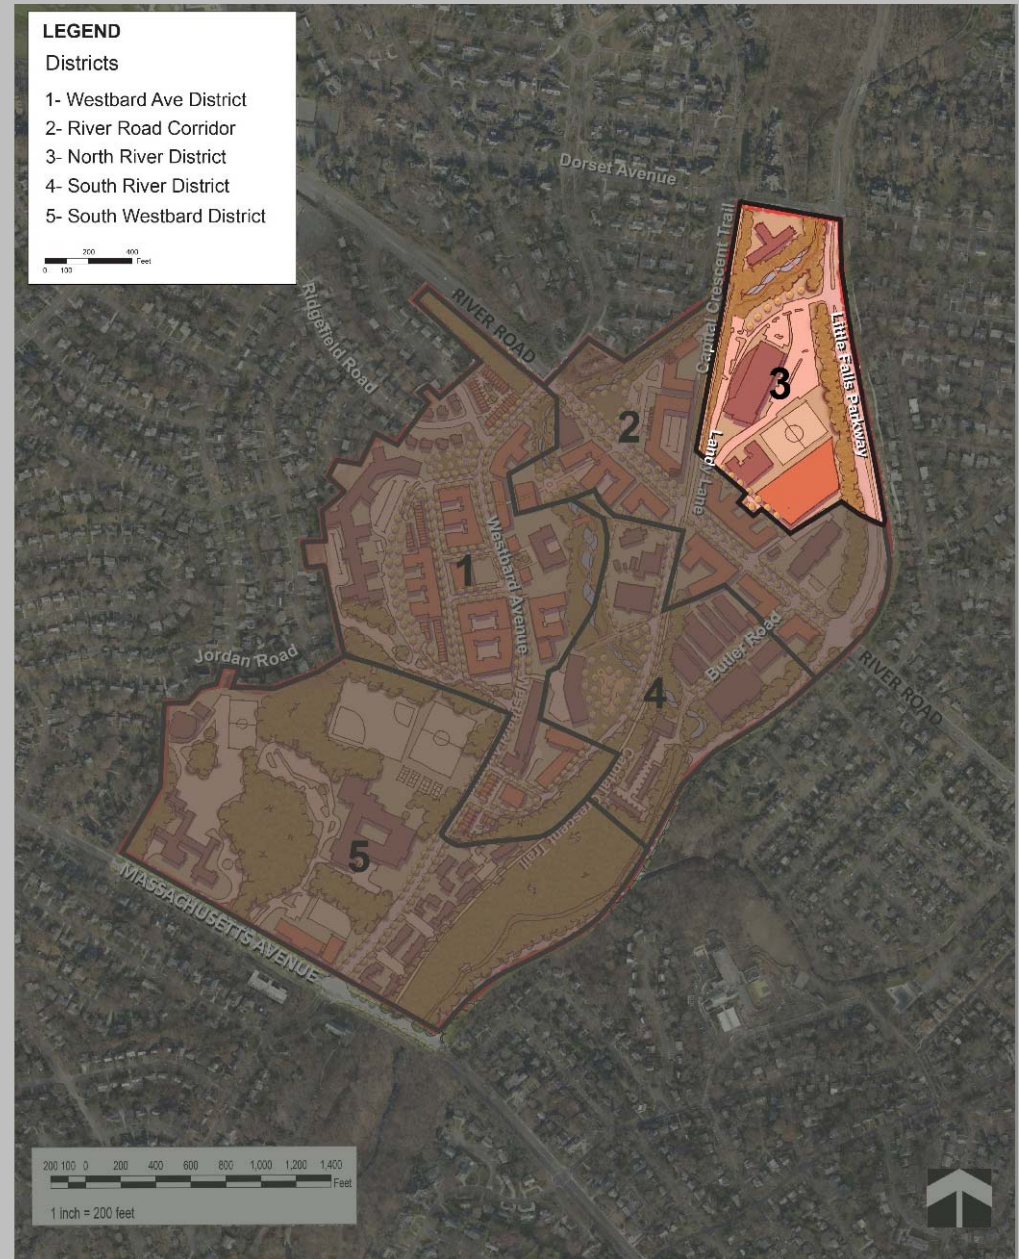 LEGEND
Districts
1- Westbard Ave District
2- River Road Corridor
3- North River District
4- South River District
5- South Westbard District
200 400
Feet
0 100
Dorset Avenue
Capital Crescent Trail
RIVER ROAD
Ridgefield Road
Little Falls Parkway
3
2
Landy Lane
Westbard Avenue
1
Butler Road
Jordan Road
4
RIVER ROAD
5
MASSACHUSETTS AVENUE
200 100 0 200 400 600 800 1,000 1,200 1,400
Feet
1 inch = 200 feet